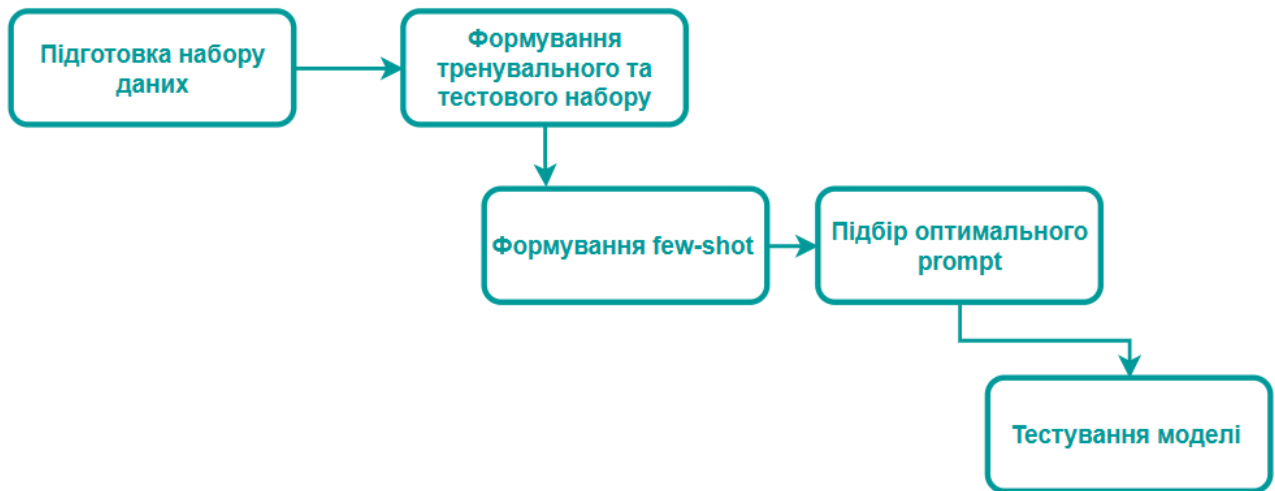 Підготовка набору
даних
Формування
тренувального та
тестового набору
Формування few-shot
Підбір оптимального
prompt
Тестування моделі